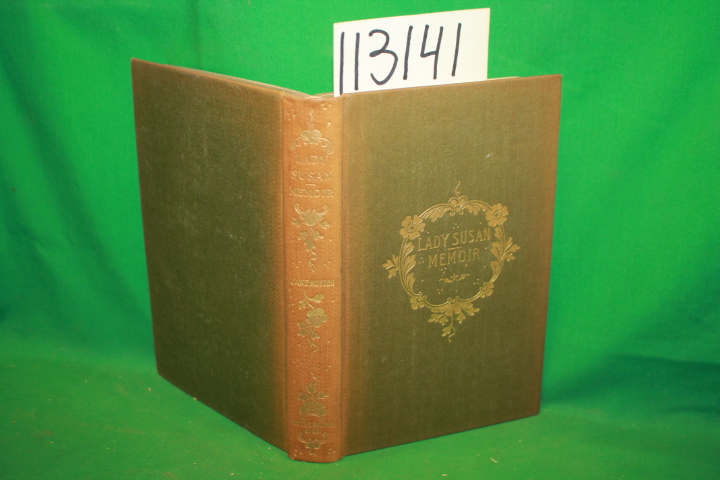 113141
LADY
SUSAN
MEMOIR
JANE AUSTEN
LADY SUSAN
MEMOIR